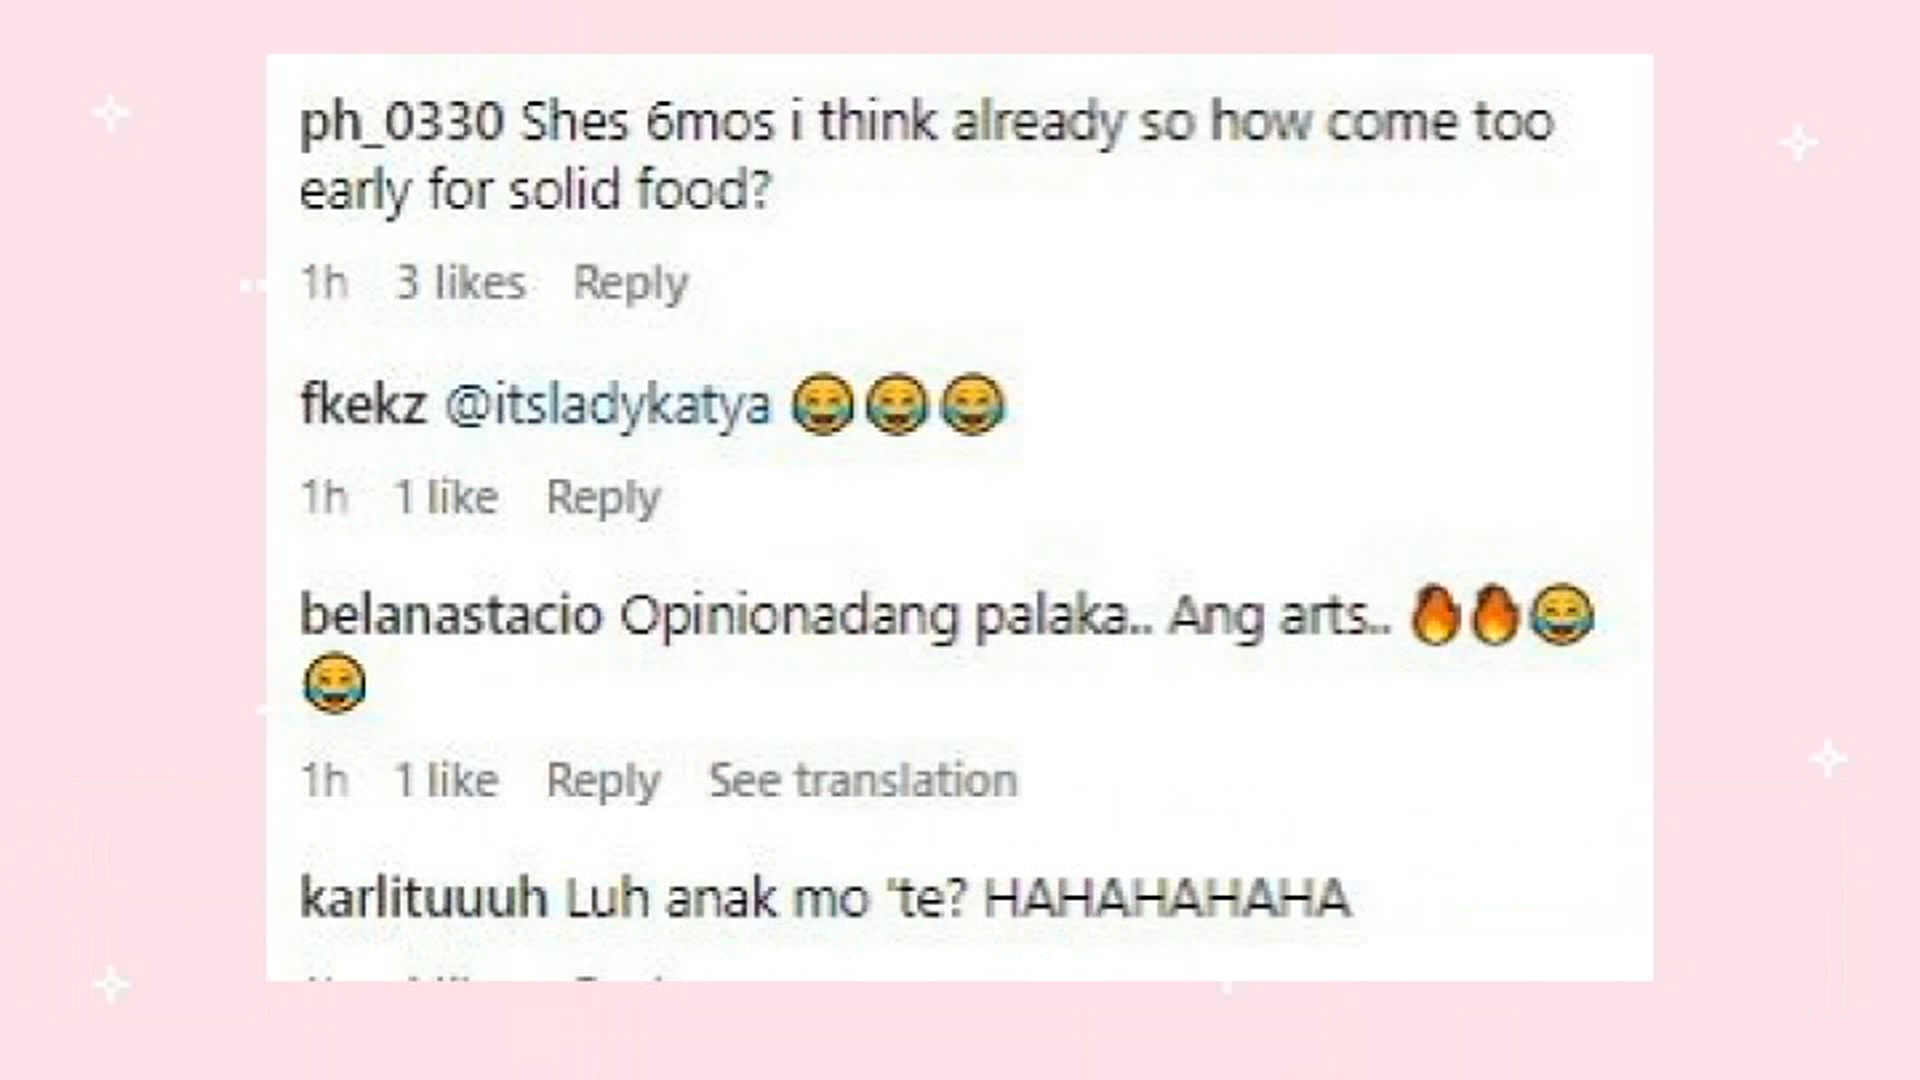 ph_0330 Shes 6mos i think already so how come too
early for solid food?
1h 3 likes Reply
fkekz @itsladykatya 😂😂😂
1h 1 like Reply
belanastacio Opinionadang palaka.. Ang arts.. 🔥🔥😂
😂
1h 1 like Reply See translation
karlituuuh Luh anak mo 'te? HAHAHAHAHA